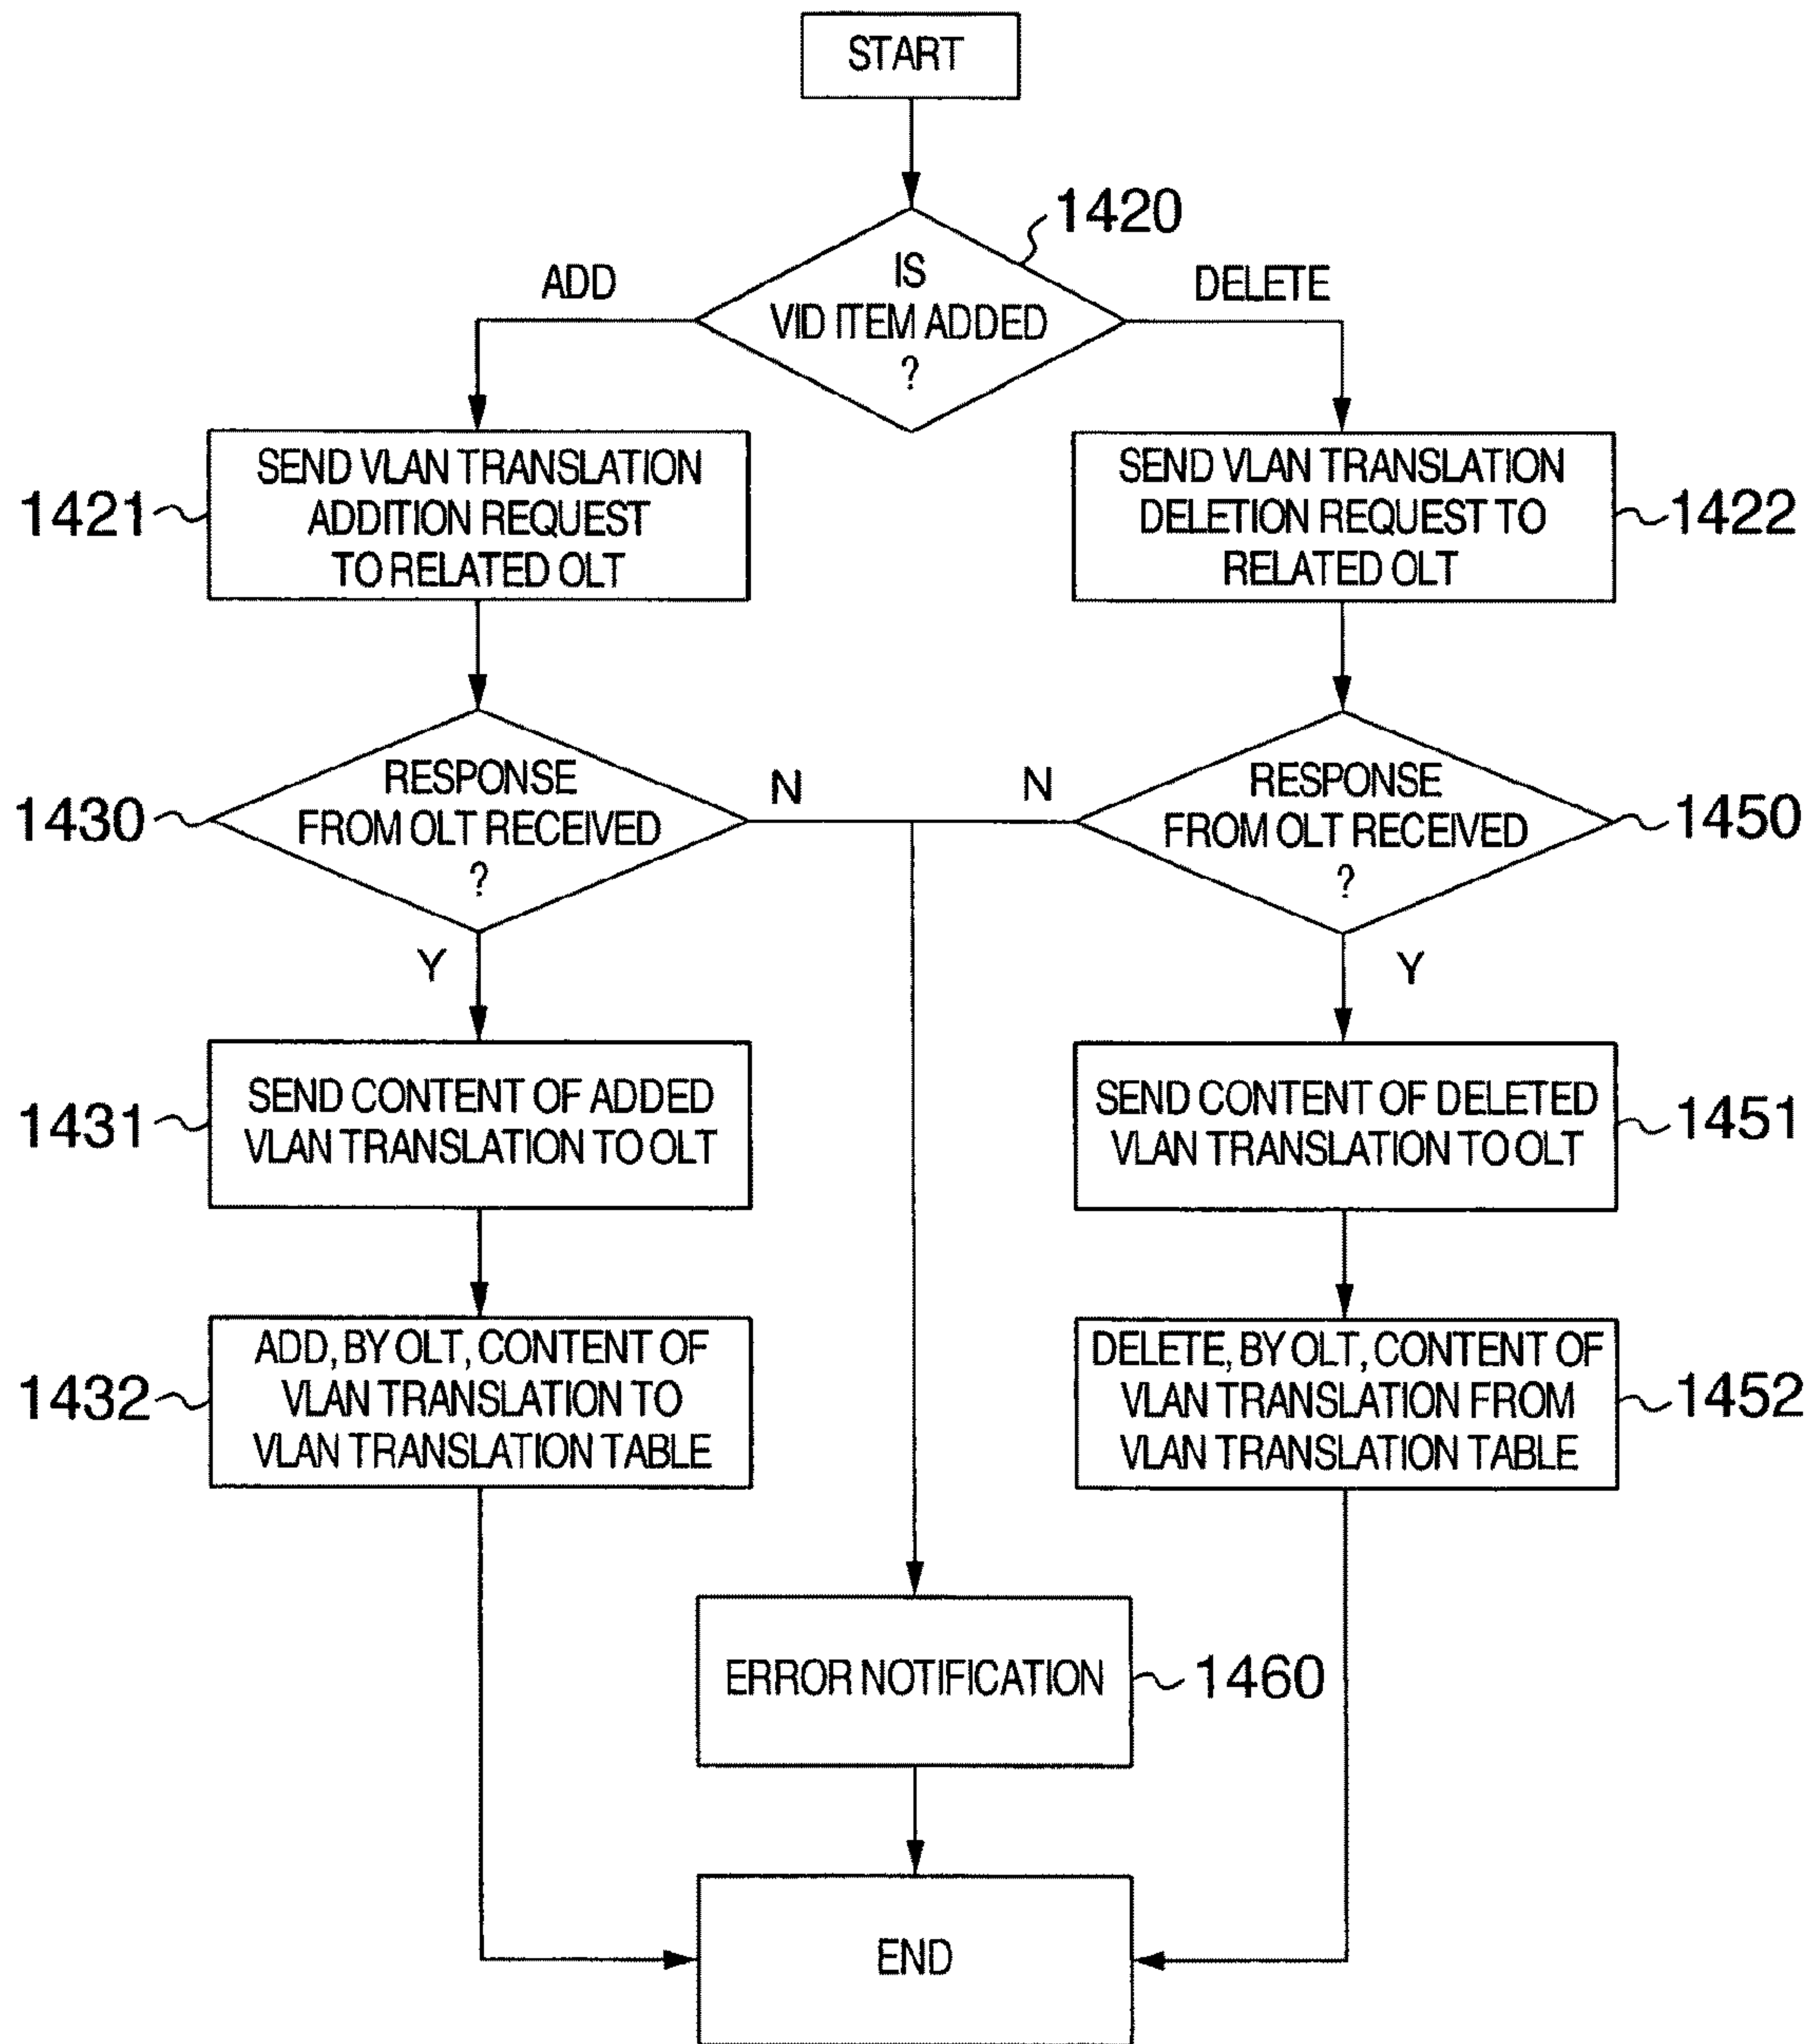 START
1420
IS
VID ITEM ADDED
?
ADD
DELETE
SEND VLAN TRANSLATION
ADDITION REQUEST
TO RELATED OLT
1421
SEND VLAN TRANSLATION
DELETION REQUEST TO
RELATED OLT
1422
RESPONSE
FROM OLT RECEIVED
?
1430
N
N
RESPONSE
FROM OLT RECEIVED
?
1450
Y
Y
SEND CONTENT OF ADDED
VLAN TRANSLATION TO OLT
1431
SEND CONTENT OF DELETED
VLAN TRANSLATION TO OLT
1451
ADD, BY OLT, CONTENT OF
VLAN TRANSLATION TO
VLAN TRANSLATION TABLE
1432
DELETE, BY OLT, CONTENT OF
VLAN TRANSLATION FROM
VLAN TRANSLATION TABLE
1452
ERROR NOTIFICATION
1460
END